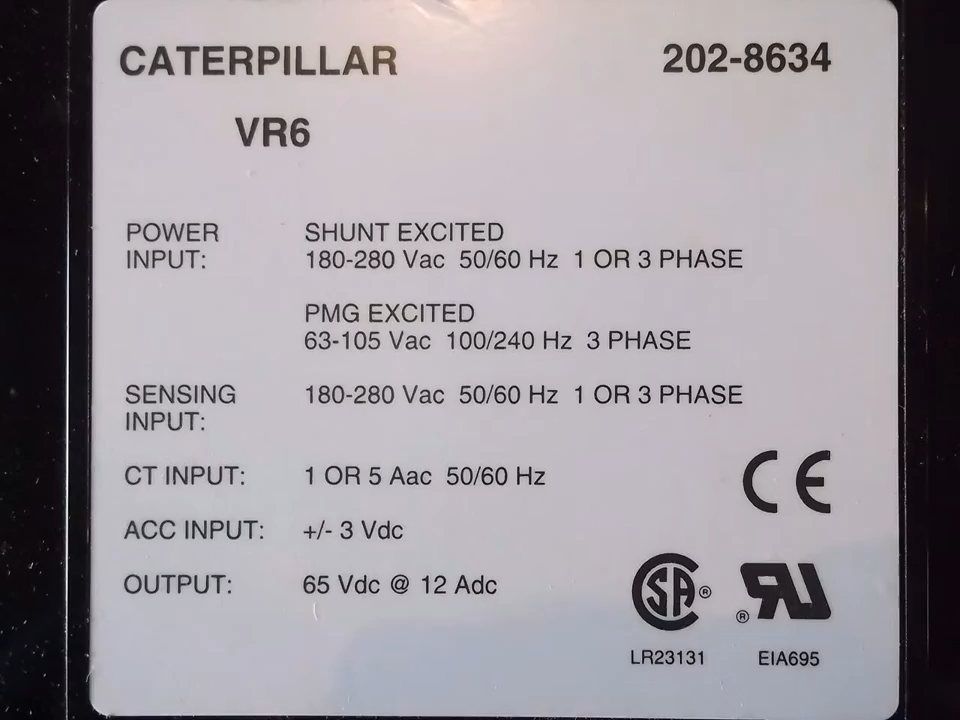 CATERPILLAR 202-8634
VR6
POWER SHUNT EXCITED
INPUT: 180-280 Vac 50/60 Hz 1 OR 3 PHASE
PMG EXCITED
63-105 Vac 100/240 Hz 3 PHASE
SENSING 180-280 Vac 50/60 Hz 1 OR 3 PHASE
INPUT:
CT INPUT: 1 OR 5 Aac 50/60 Hz
CE
ACC INPUT: +/- 3 Vdc
OUTPUT: 65 Vdc @ 12 Adc
SA ® ® RU
LR23131 EIA695